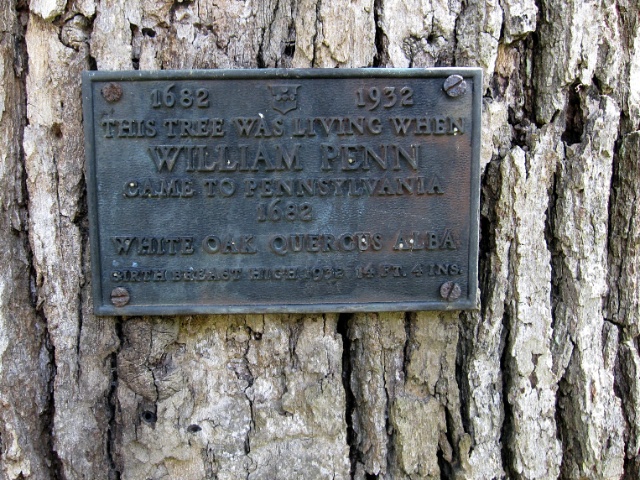 1682 1932
THIS TREE WAS LIVING WHEN
WILLIAM PENN
CAME TO PENNSYLVANIA
1682
WHITE OAK QUERCUS ALBA
GIRTH BREAST HIGH 1932 14 FT. 4 INS.